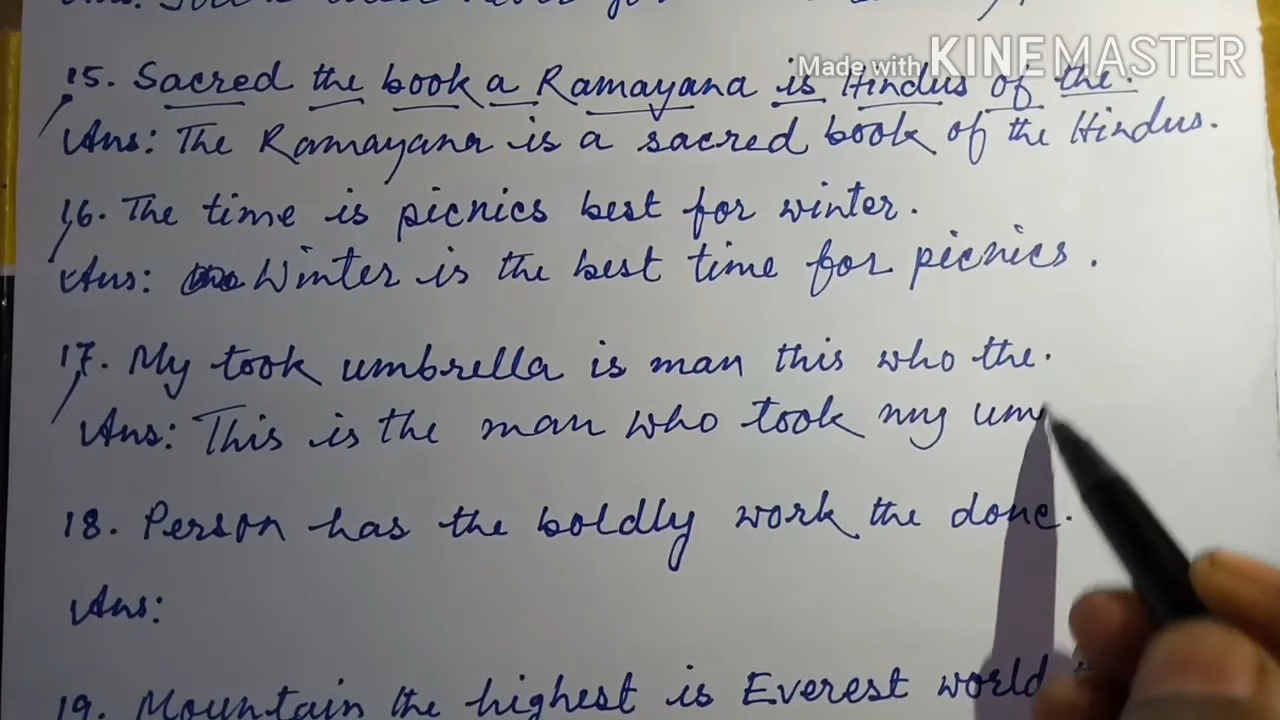 Made with KINEMASTER
15. Sacred the book a Ramayana is Hindus of the.
Ans: The Ramayana is a sacred book of the Hindus.
16. The time is picnics best for winter.
Ans: Winter is the best time for picnics.
17. My took umbrella is man this who the.
Ans: This is the man who took my um
18. Person has the boldly work the done.
Ans:
19. Mountain the highest is Everest world